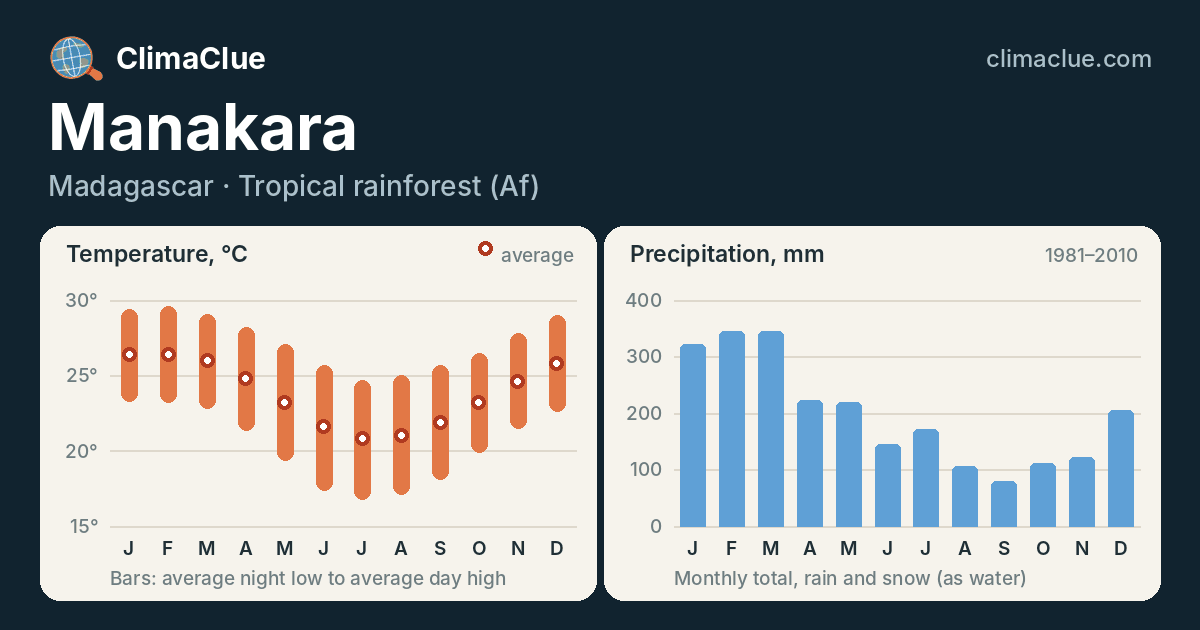 ClimaClue
climaclue.com
Manakara
Madagascar · Tropical rainforest (Af)
Temperature, °C
average
30°
25°
20°
15°
J F M A M J J A S O N D
Bars: average night low to average day high
Precipitation, mm
1981–2010
400
300
200
100
0
J F M A M J J A S O N D
Monthly total, rain and snow (as water)